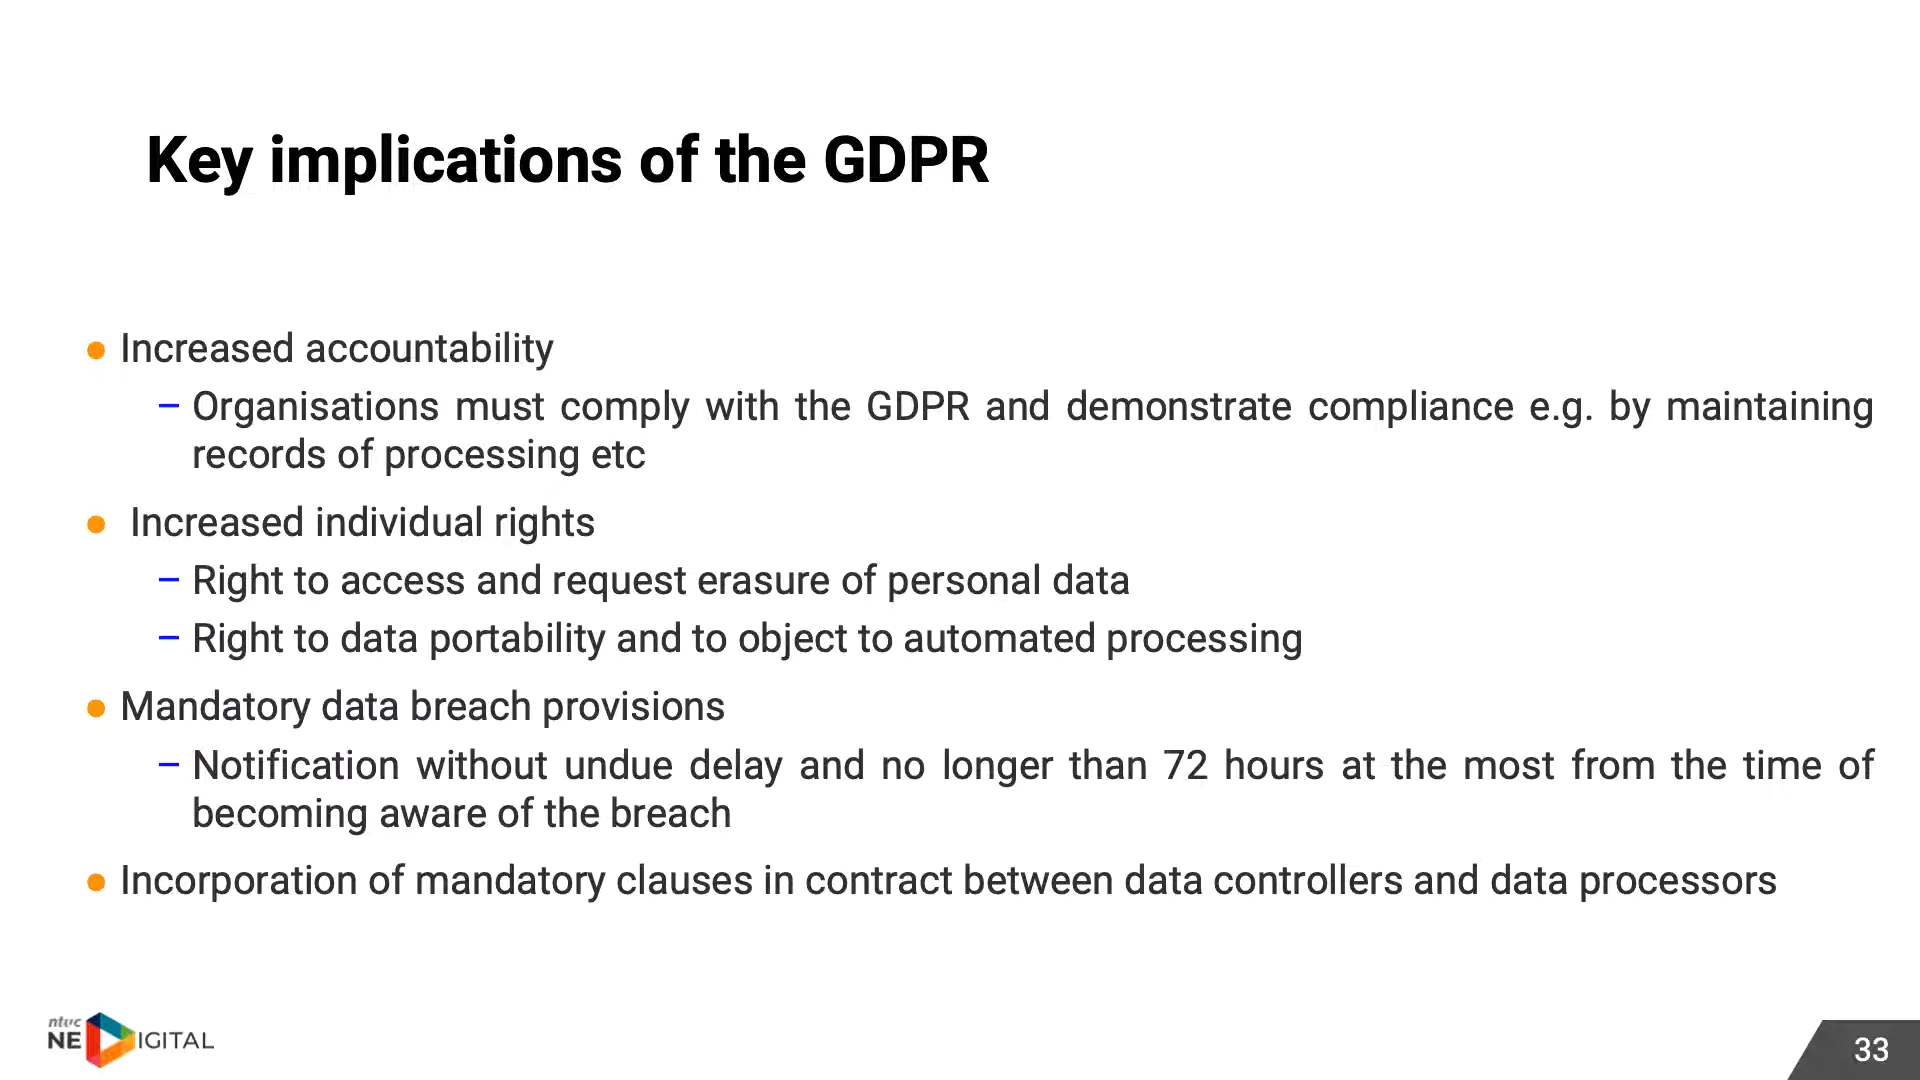 Key implications of the GDPR
● Increased accountability
– Organisations must comply with the GDPR and demonstrate compliance e.g. by maintaining
records of processing etc
● Increased individual rights
– Right to access and request erasure of personal data
– Right to data portability and to object to automated processing
● Mandatory data breach provisions
– Notification without undue delay and no longer than 72 hours at the most from the time of
becoming aware of the breach
● Incorporation of mandatory clauses in contract between data controllers and data processors
ntuc
NE IGITAL
33